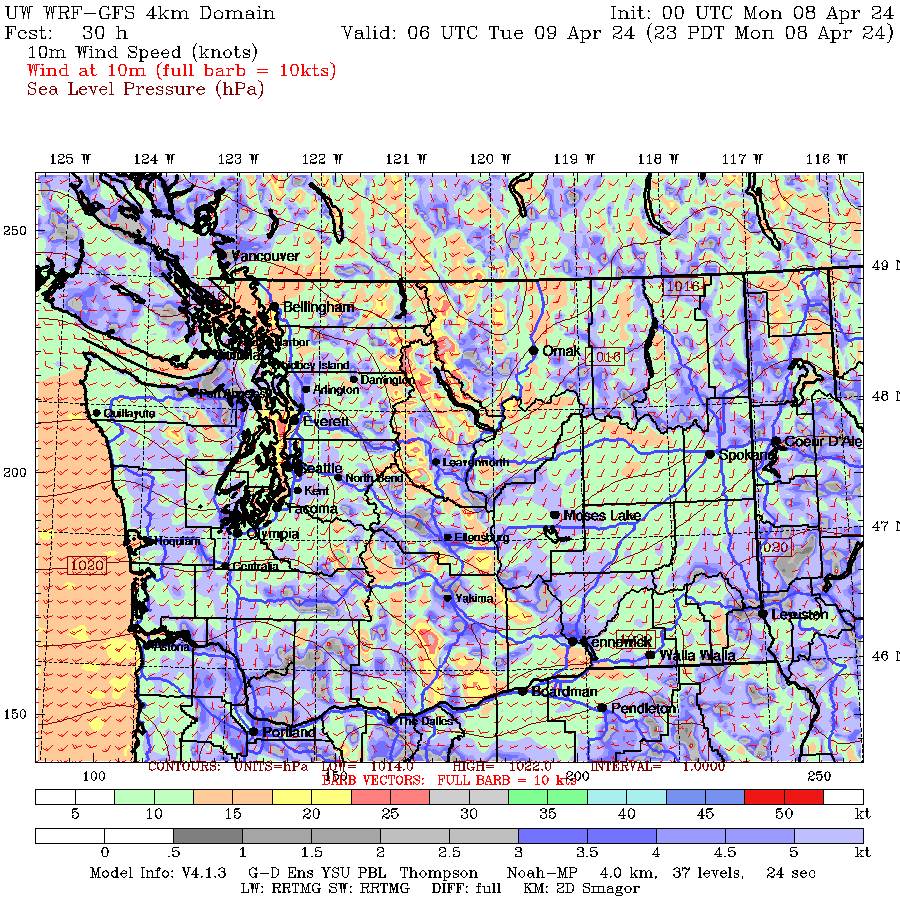 UW WRF-GFS 4km Domain Init: 00 UTC Mon 08 Apr 24
Fcst: 30 h Valid: 06 UTC Tue 09 Apr 24 (23 PDT Mon 08 Apr 24)
10m Wind Speed (knots)
Wind at 10m (full barb = 10kts)
Sea Level Pressure (hPa)
125 W 124 W 123 W 122 W 121 W 120 W 119 W 118 W 117 W 116 W
250
Vancouver
49 N
1016
Bellingham
Omak
1016
Whidbey Island
Darrington
Arlington
48 N
Quillayute
Everett
Coeur D'Ale
Spokane
Leavenworth
200
Seattle
North Bend
Kent
Tacoma
Moses Lake
47 N
Olympia
Hoquiam
Ellensburg
1020
1020
Centralia
Yakima
Lewiston
Kennewick
Astoria
Walla Walla
46 N
Boardman
Pendleton
150
The Dalles
Portland
CONTOURS: UNITS=hPa LOW= 1014.0 HIGH= 1022.0 INTERVAL= 1.0000
100 150 200 250
BARB VECTORS: FULL BARB = 10 kts
5 10 15 20 25 30 35 40 45 50 kt
0 .5 1 1.5 2 2.5 3 3.5 4 4.5 5 kt
Model Info: V4.1.3 G-D Ens YSU PBL Thompson Noah-MP 4.0 km, 37 levels, 24 sec
LW: RRTMG SW: RRTMG DIFF: full KM: 2D Smagor